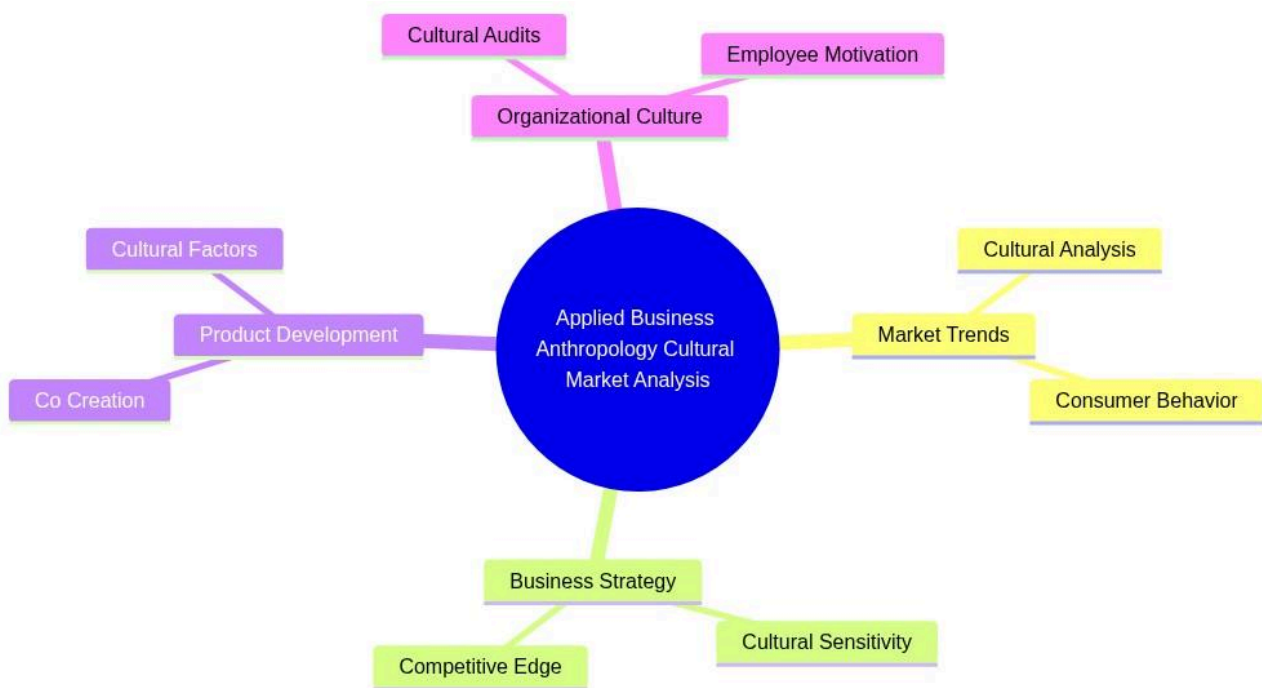 Cultural Audits
Employee Motivation
Organizational Culture
Cultural Factors
Product Development
Co Creation
Applied Business
Anthropology Cultural
Market Analysis
Cultural Analysis
Market Trends
Consumer Behavior
Business Strategy
Competitive Edge
Cultural Sensitivity